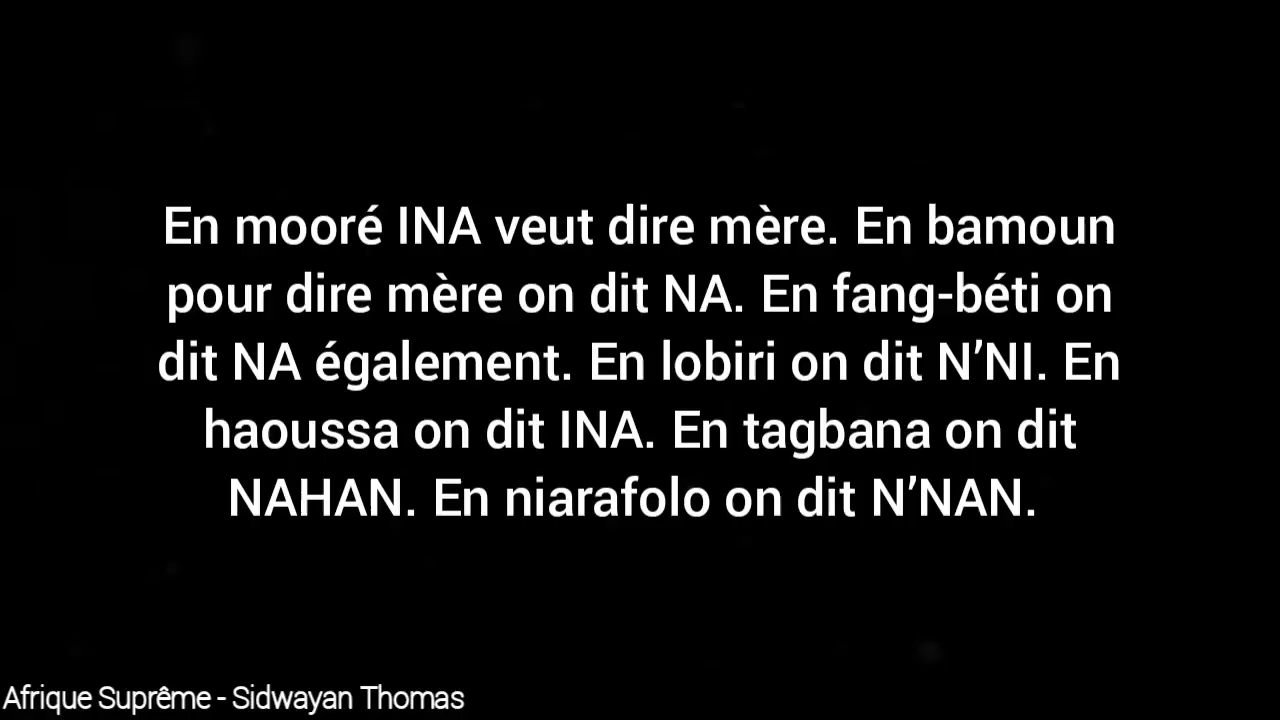 En mooré INA veut dire mère. En bamoun
pour dire mère on dit NA. En fang-béti on
dit NA également. En lobiri on dit N’NI. En
haoussa on dit INA. En tagbana on dit
NAHAN. En niarafolo on dit N’NAN.
Afrique Suprême - Sidwayan Thomas